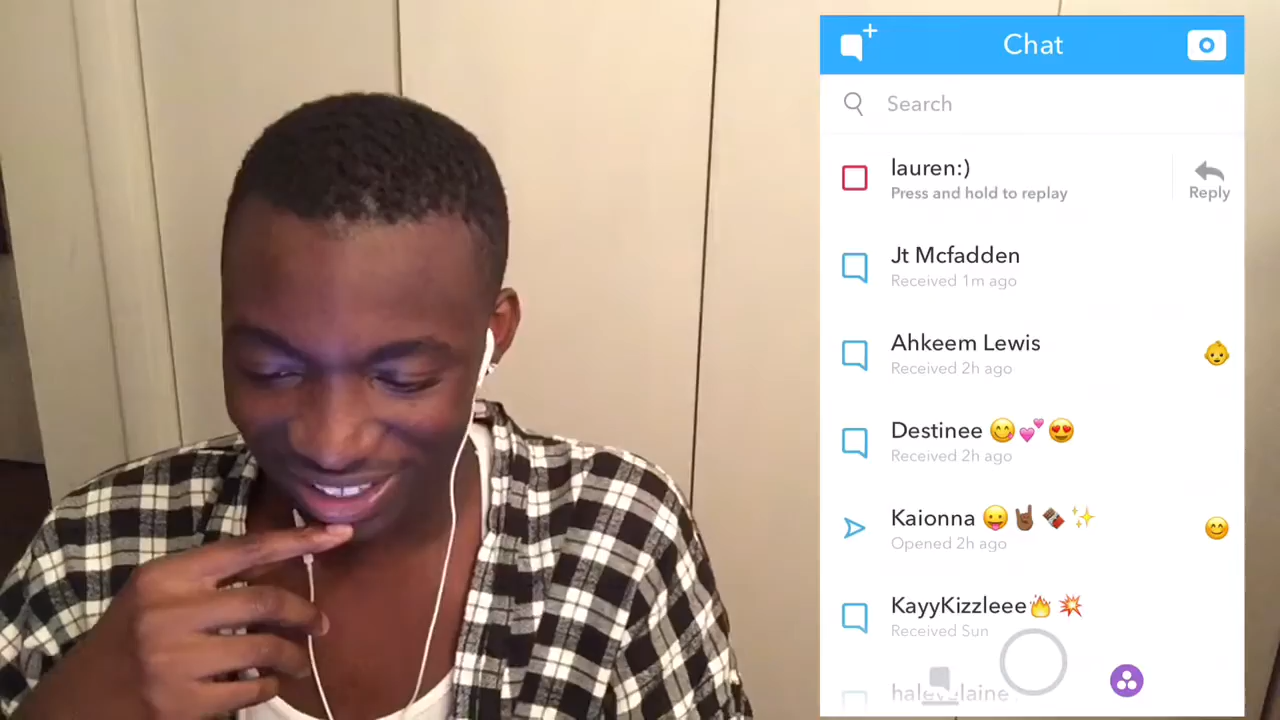 Chat
Search
lauren:)
Press and hold to replay
Reply
Jt Mcfadden
Received 1m ago
Ahkeem Lewis
Received 2h ago
Destinee 😋💕😍
Received 2h ago
Kaionna 😛🤘🏾🍫✨
Opened 2h ago
KayyKizzleee🔥💥
Received Sun